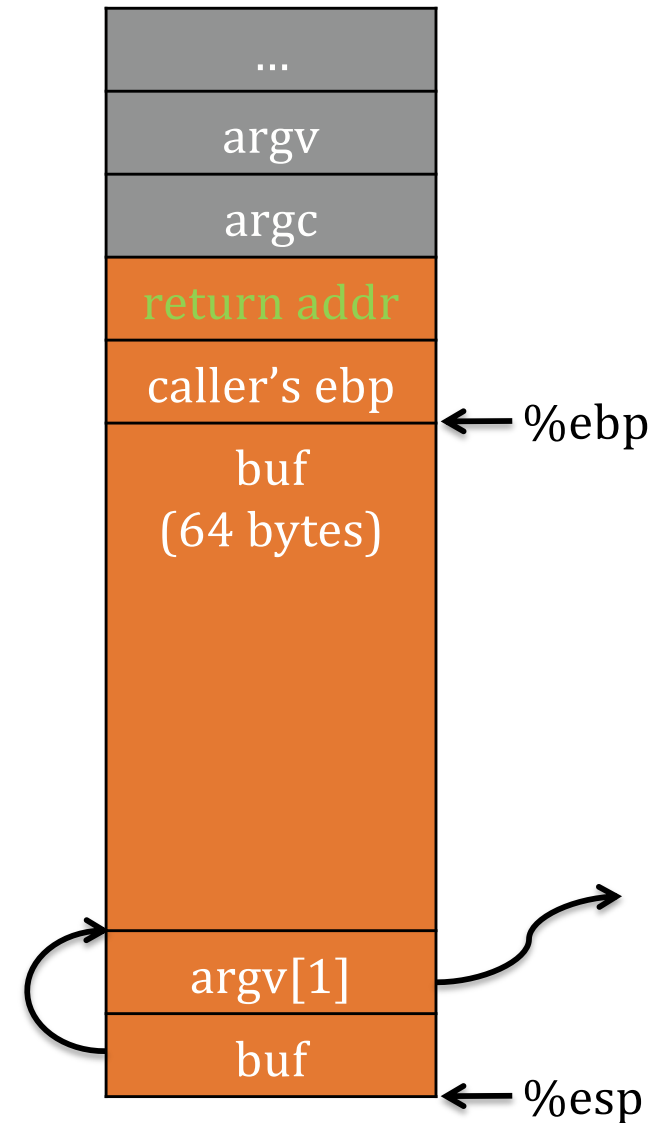 ...
argv
argc
return addr
caller’s ebp
%ebp
buf
(64 bytes)
argv[1]
buf
%esp